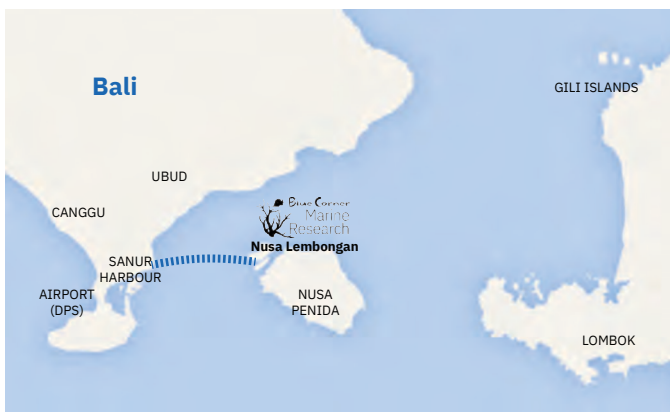 Bali
GILI ISLANDS
UBUD
CANGGU
Blue Corner
Marine
Research
Nusa Lembongan
SANUR
HARBOUR
AIRPORT
(DPS)
NUSA
PENIDA
LOMBOK